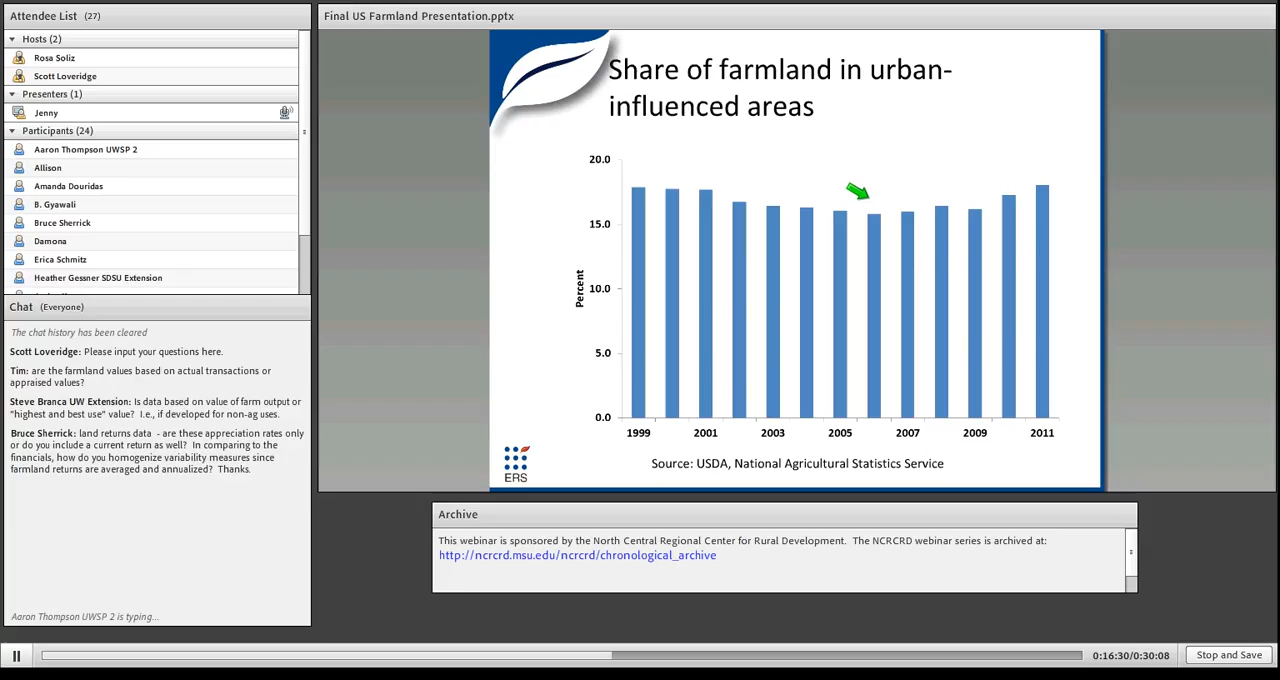 Attendee List (27)
Hosts (2)
Rosa Soliz
Scott Loveridge
Presenters (1)
Jenny
Participants (24)
Aaron Thompson UWSP 2
Allison
Amanda Douridas
B. Gyawali
Bruce Sherrick
Damona
Erica Schmitz
Heather Gessner SDSU Extension
Chat (Everyone)
The chat history has been cleared
Scott Loveridge: Please input your questions here.
Tim: are the farmland values based on actual transactions or
appraised values?
Steve Branca UW Extension: Is data based on value of farm output or
"highest and best use" value? I.e., if developed for non-ag uses.
Bruce Sherrick: land returns data - are these appreciation rates only
or do you include a current return as well? In comparing to the
financials, how do you homogenize variability measures since
farmland returns are averaged and annualized? Thanks.
Aaron Thompson UWSP 2 is typing...
Final US Farmland Presentation.pptx
Share of farmland in urban-
influenced areas
20.0
15.0
10.0
5.0
0.0
Percent
1999 2001 2003 2005 2007 2009 2011
Source: USDA, National Agricultural Statistics Service
ERS
Archive
This webinar is sponsored by the North Central Regional Center for Rural Development. The NCRCRD webinar series is archived at:
http://ncrcrd.msu.edu/ncrcrd/chronological_archive
0:16:30/0:30:08
Stop and Save